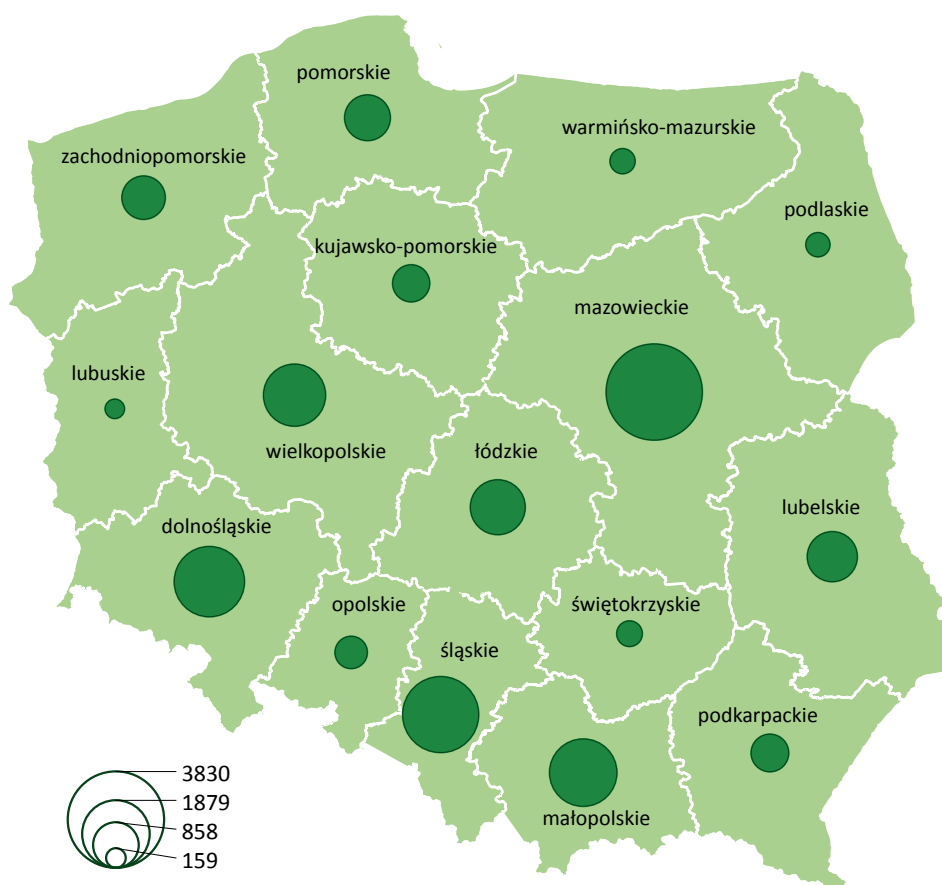 pomorskie
warmińsko-mazurskie
zachodniopomorskie
podlaskie
kujawsko-pomorskie
mazowieckie
lubuskie
wielkopolskie
łódzkie
lubelskie
dolnośląskie
opolskie
świętokrzyskie
śląskie
podkarpackie
małopolskie
3830
1879
858
159